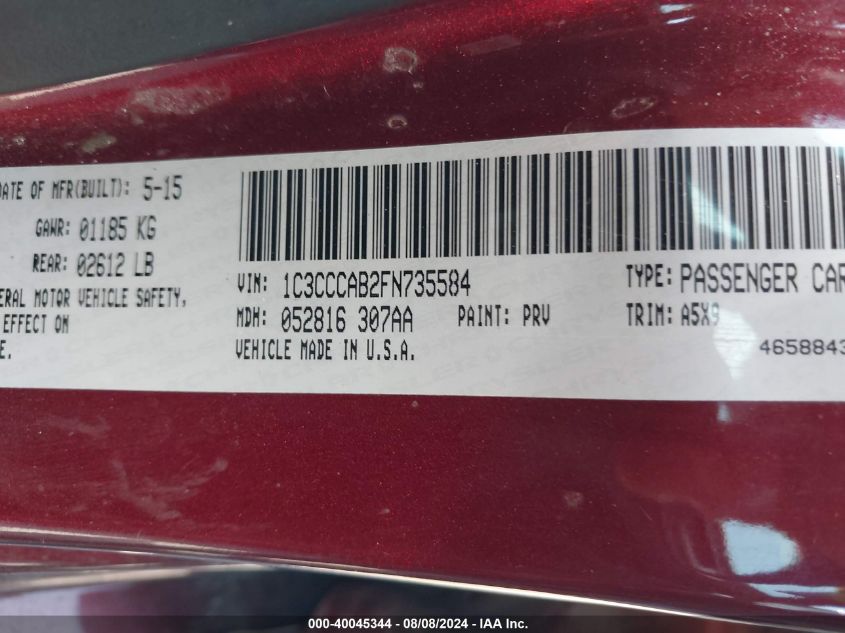 DATE OF MFR(BUILT): 5-15
GAWR: 01185 KG
REAR: 02612 LB
ERAL MOTOR VEHICLE SAFETY,
EFFECT ON
E.
VIN: 1C3CCCAB2FN735584
TYPE: PASSENGER CAR
MDH: 052816 307AA
PAINT: PRV
TRIM: A5X9
VEHICLE MADE IN U.S.A.
4658843
000-40045344 - 08/08/2024 - IAA Inc.